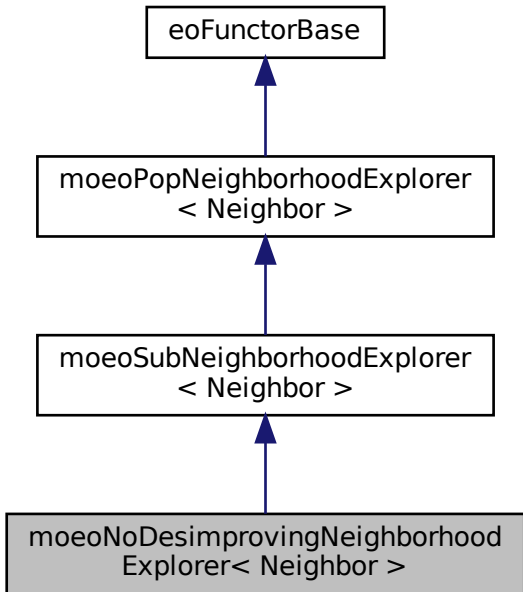 eoFunctorBase
moeoPopNeighborhoodExplorer
< Neighbor >
moeoSubNeighborhoodExplorer
< Neighbor >
moeoNoDesimprovingNeighborhood
Explorer< Neighbor >